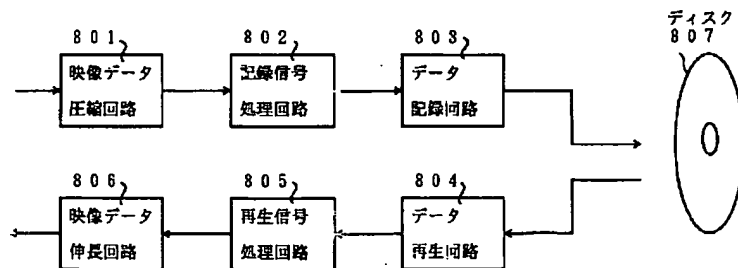 ディスク
807
801
802
803
映像データ
圧縮回路
記録信号
処理回路
データ
記録回路
806
805
804
映像データ
伸長回路
再生信号
処理回路
データ
再生回路